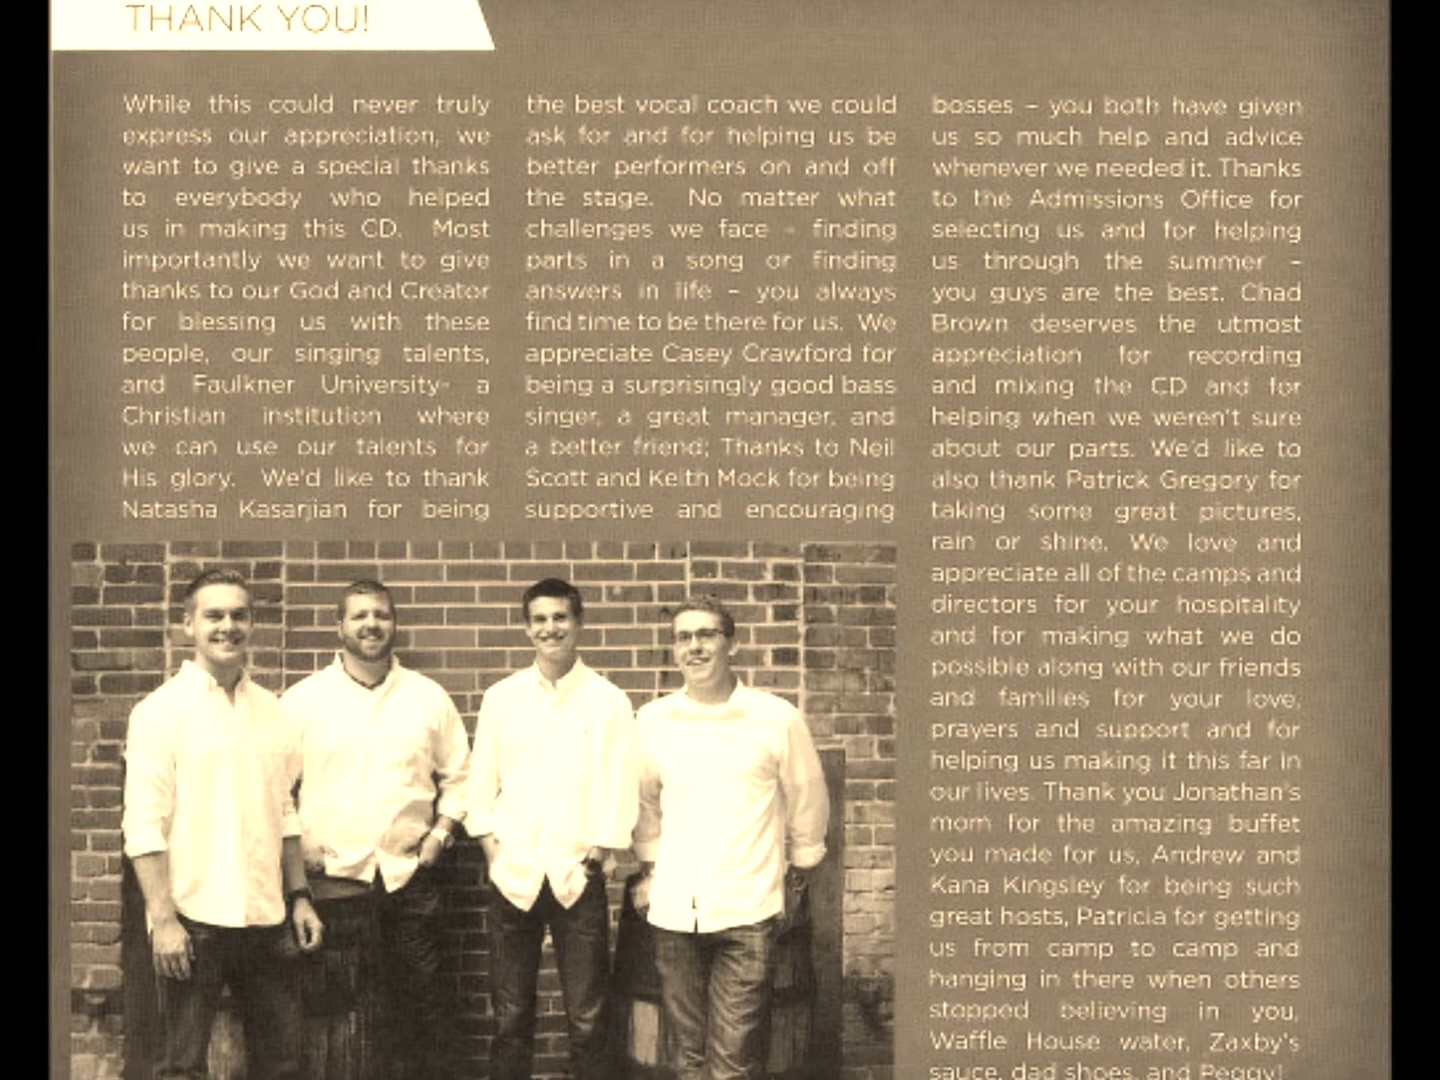 THANK YOU!
While this could never truly
express our appreciation, we
want to give a special thanks
to everybody who helped
us in making this CD. Most
importantly we want to give
thanks to our God and Creator
for blessing us with these
people, our singing talents,
and Faulkner University- a
Christian institution where
we can use our talents for
His glory. We'd like to thank
Natasha Kasarjian for being
the best vocal coach we could
ask for and for helping us be
better performers on and off
the stage. No matter what
challenges we face – finding
parts in a song or finding
answers in life – you always
find time to be there for us. We
appreciate Casey Crawford for
being a surprisingly good bass
singer, a great manager, and
a better friend; Thanks to Neil
Scott and Keith Mock for being
supportive and encouraging
bosses – you both have given
us so much help and advice
whenever we needed it. Thanks
to the Admissions Office for
selecting us and for helping
us through the summer –
you guys are the best. Chad
Brown deserves the utmost
appreciation for recording
and mixing the CD and for
helping when we weren't sure
about our parts. We'd like to
also thank Patrick Gregory for
taking some great pictures,
rain or shine. We love and
appreciate all of the camps and
directors for your hospitality
and for making what we do
possible along with our friends
and families for your love,
prayers and support and for
helping us making it this far in
our lives. Thank you Jonathan's
mom for the amazing buffet
you made for us, Andrew and
Kana Kingsley for being such
great hosts, Patricia for getting
us from camp to camp and
hanging in there when others
stopped believing in you,
Waffle House water, Zaxby's
sauce, dad shoes, and Peggy!